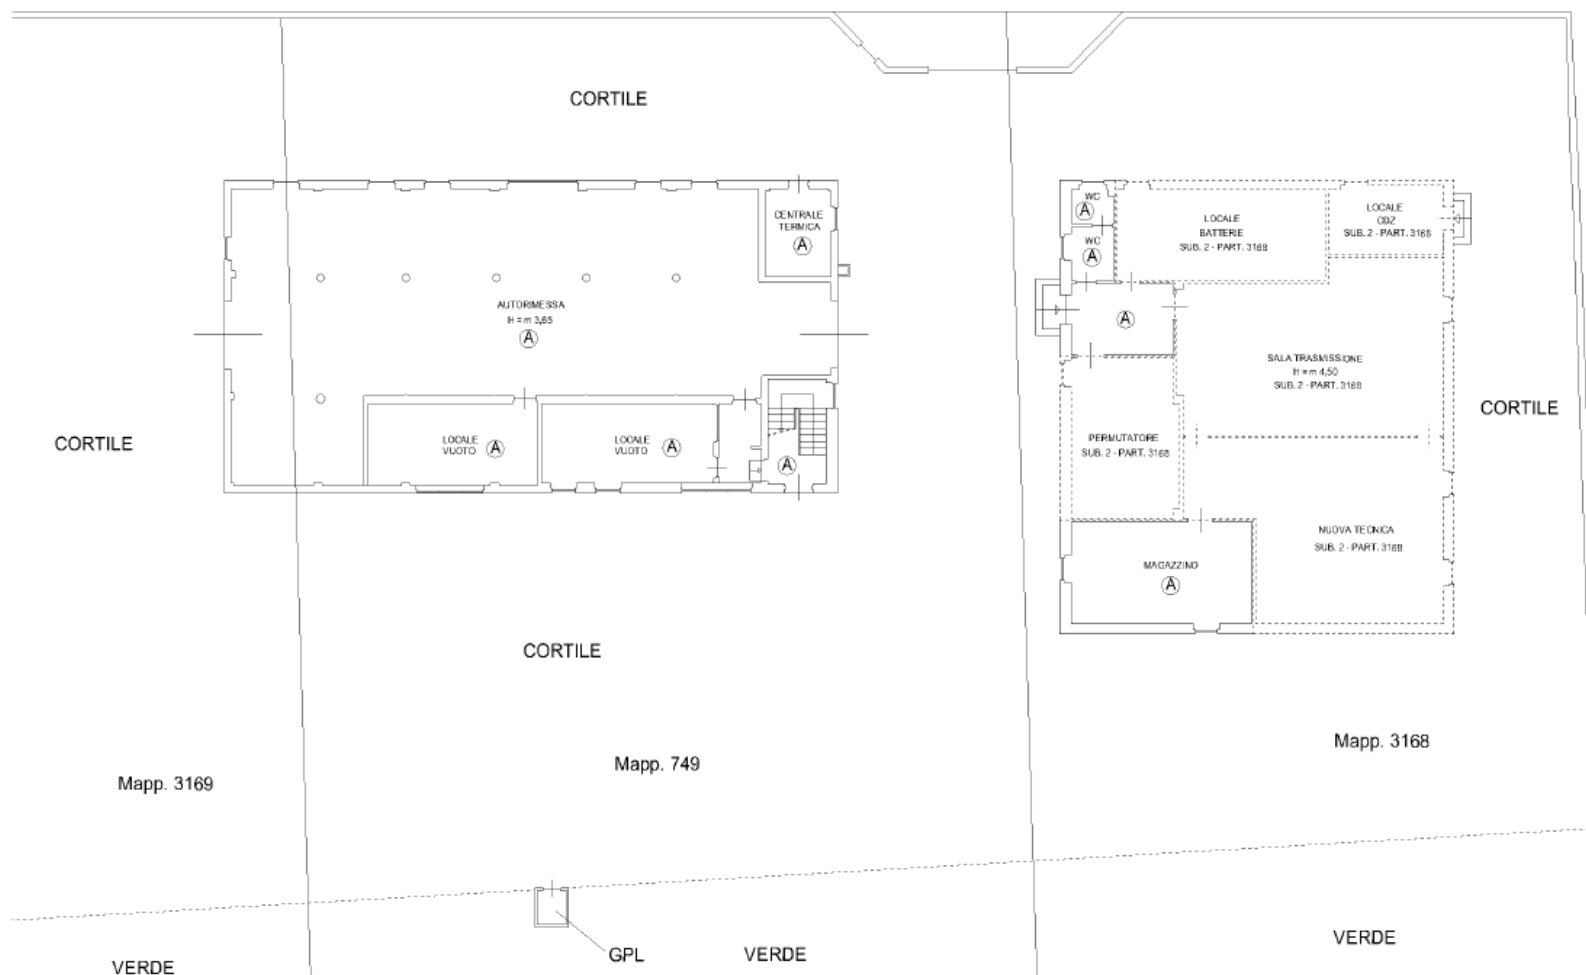 CORTILE
CENTRALE
TERMICA
A
AUTORIMESSA
H = m 3,65
A
LOCALE
VUOTO
A
LOCALE
VUOTO
A
A
CORTILE
CORTILE
WC
A
WC
A
LOCALE
BATTERIE
SUB. 2 - PART. 3168
LOCALE
CDZ
SUB. 2 - PART. 3168
A
SALA TRASMISSIONE
H = m 4,50
SUB. 2 - PART. 3168
PERMUTATORE
SUB. 2 - PART. 3168
NUOVA TECNICA
SUB. 2 - PART. 3168
MAGAZZINO
A
CORTILE
Mapp. 3169
Mapp. 749
Mapp. 3168
GPL
VERDE
VERDE
VERDE